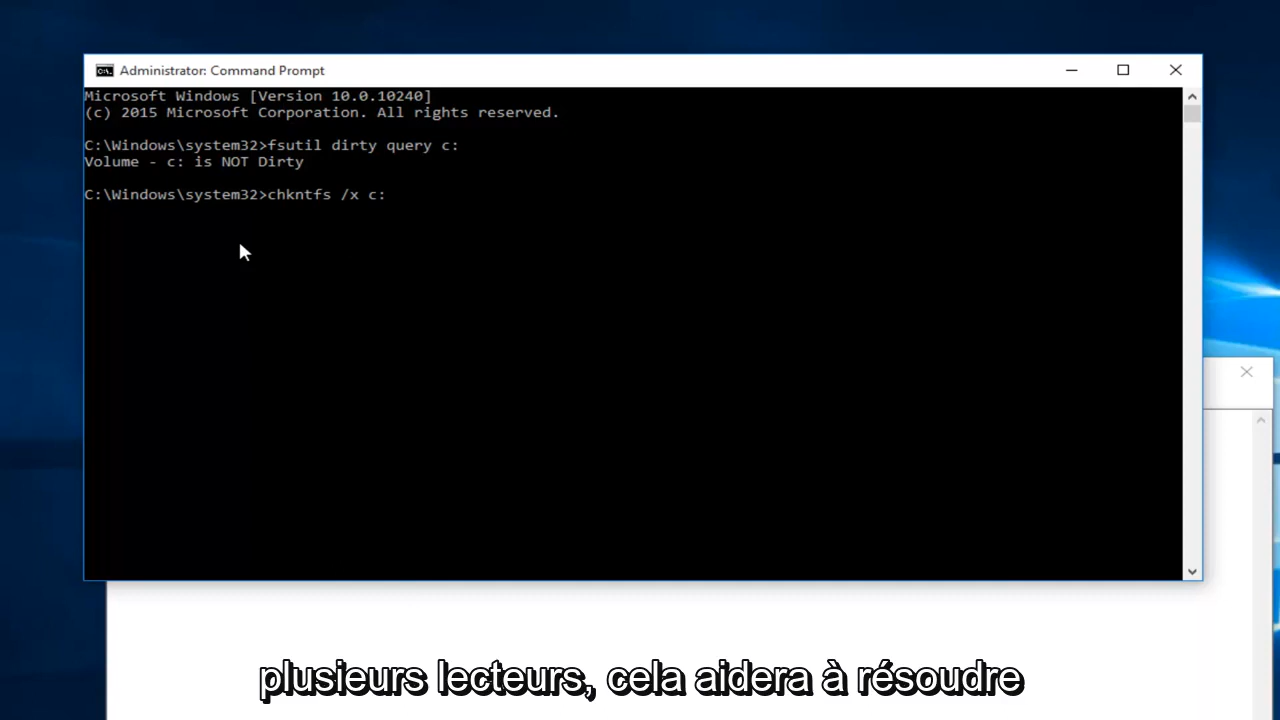 Administrator: Command Prompt
Microsoft Windows [Version 10.0.10240]
(c) 2015 Microsoft Corporation. All rights reserved.
C:\Windows\system32>fsutil dirty query c:
Volume - c: is NOT Dirty
C:\Windows\system32>chkntfs /x c:
plusieurs lecteurs, cela aidera à résoudre